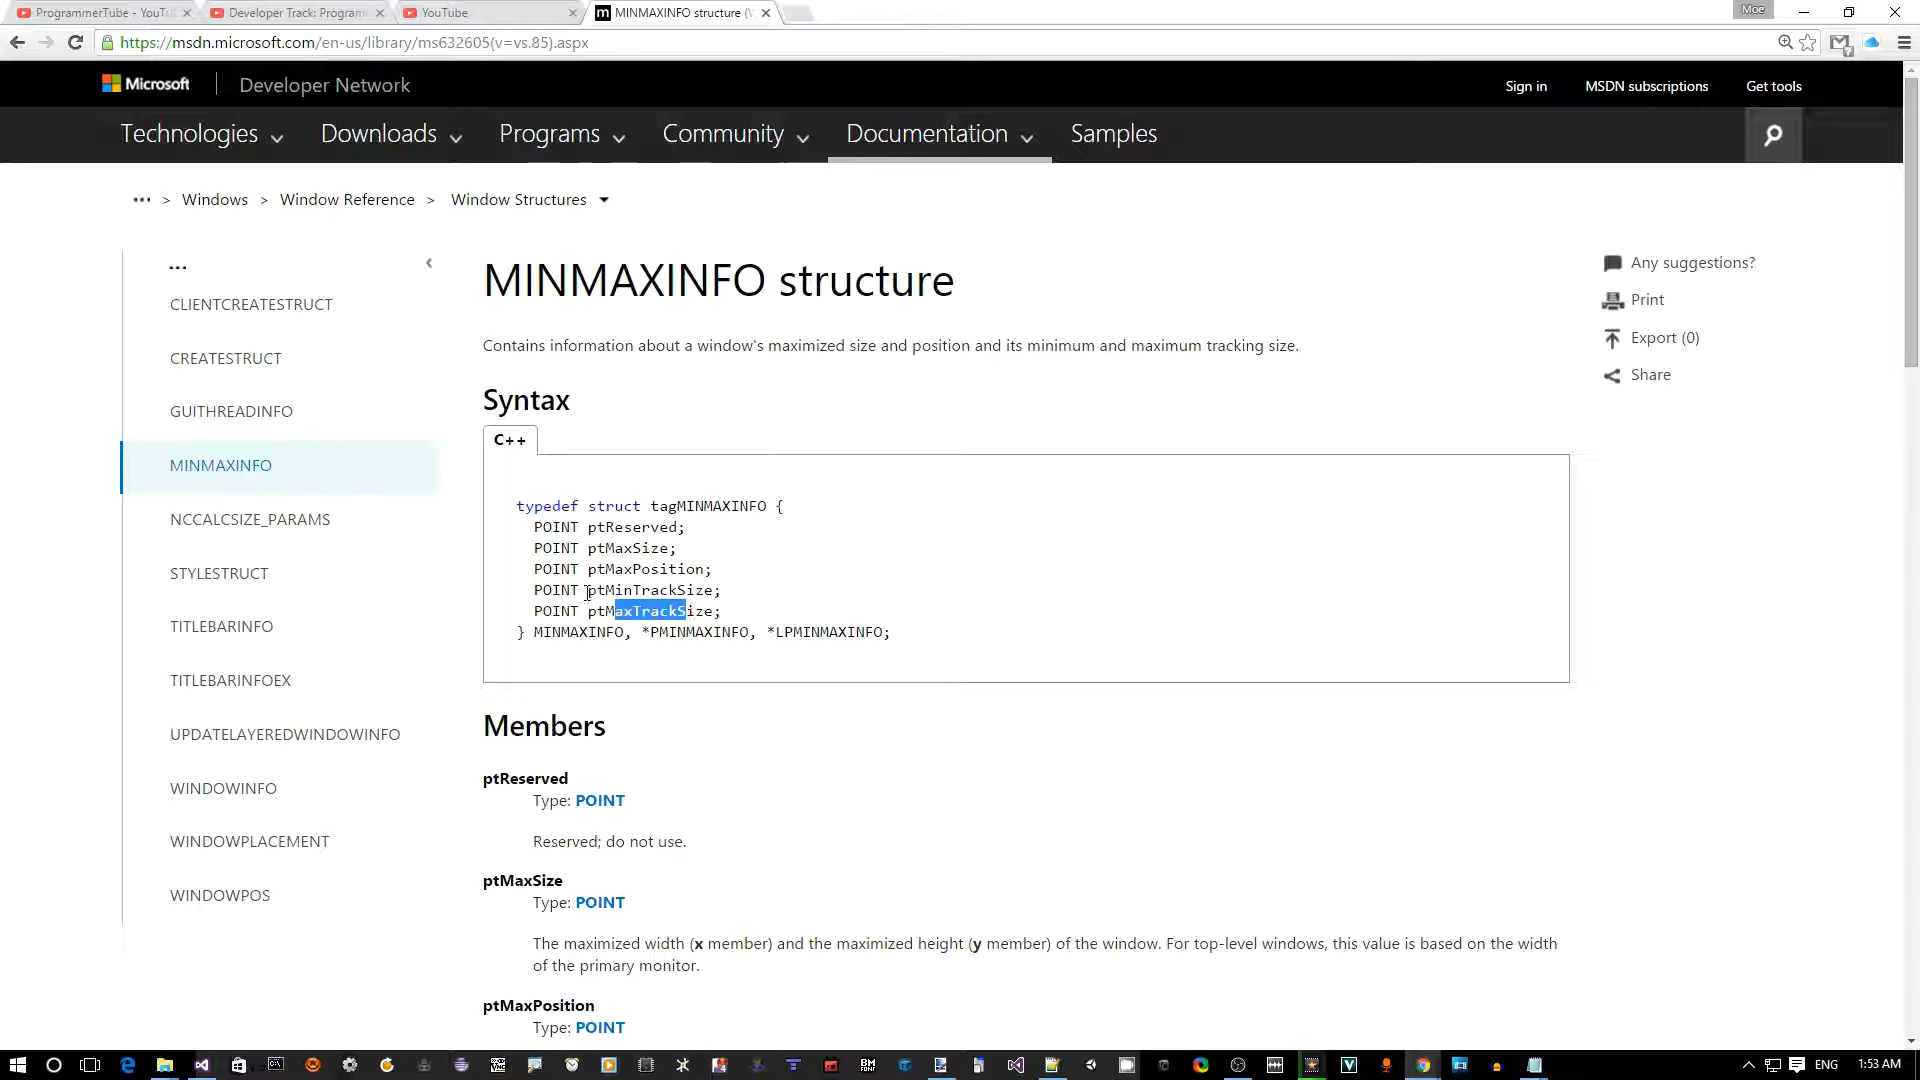 ProgrammerTube - YouTu
Developer Track: Program
YouTube
MINMAXINFO structure (
Moe
https://msdn.microsoft.com/en-us/library/ms632605(v=vs.85).aspx
Microsoft
Developer Network
Sign in
MSDN subscriptions
Get tools
Technologies
Downloads
Programs
Community
Documentation
Samples
... > Windows > Window Reference > Window Structures
...
CLIENTCREATESTRUCT
CREATESTRUCT
GUITHREADINFO
MINMAXINFO
NCCALCSIZE_PARAMS
STYLESTRUCT
TITLEBARINFO
TITLEBARINFOEX
UPDATELAYEREDWINDOWINFO
WINDOWINFO
WINDOWPLACEMENT
WINDOWPOS
MINMAXINFO structure
Contains information about a window's maximized size and position and its minimum and maximum tracking size.
Syntax
C++
typedef struct tagMINMAXINFO {
POINT ptReserved;
POINT ptMaxSize;
POINT ptMaxPosition;
POINT ptMinTrackSize;
POINT ptMaxTrackSize;
} MINMAXINFO, *PMINMAXINFO, *LPMINMAXINFO;
Members
ptReserved
Type: POINT
Reserved; do not use.
ptMaxSize
Type: POINT
The maximized width (x member) and the maximized height (y member) of the window. For top-level windows, this value is based on the width
of the primary monitor.
ptMaxPosition
Type: POINT
Any suggestions?
Print
Export (0)
Share
ENG
1:53 AM